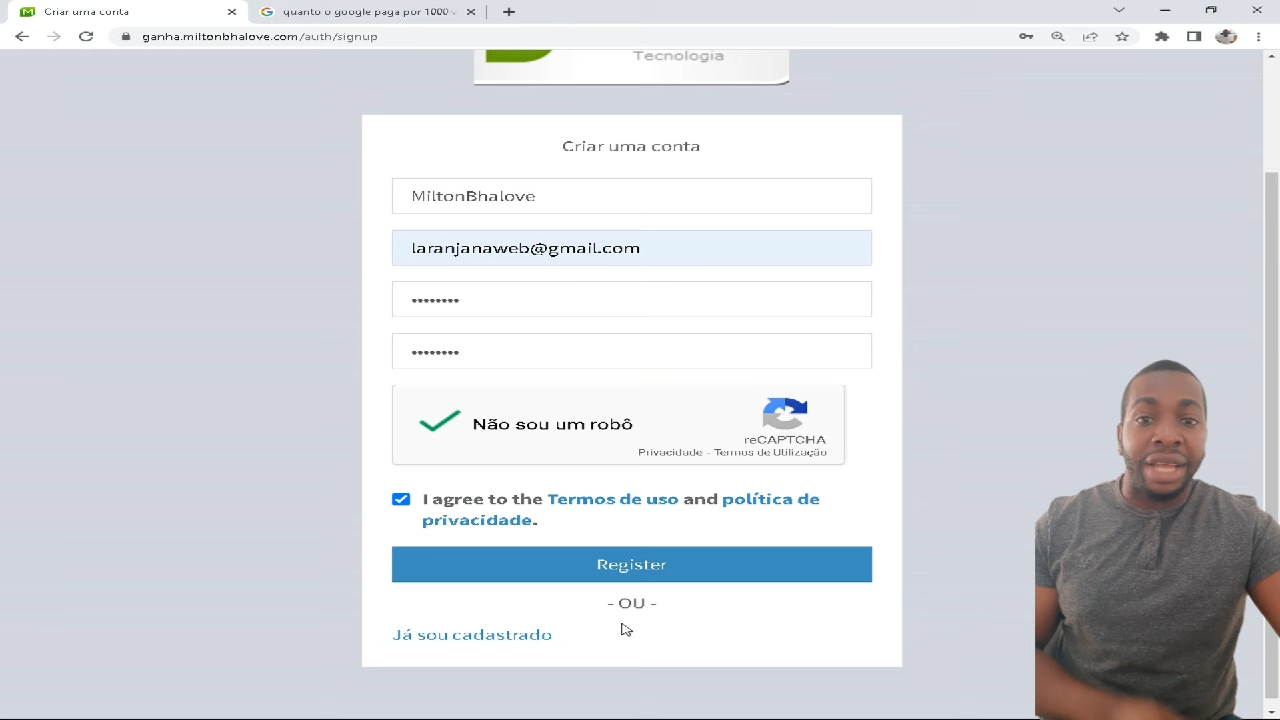 Criar uma conta
quanto o google paga por 1000 v
ganha.miltonbhalove.com/auth/signup
Tecnologia
Criar uma conta
MiltonBhalove
laranjanaweb@gmail.com
••••••••
••••••••
Não sou um robô
reCAPTCHA
Privacidade - Termos de Utilização
I agree to the Termos de uso and política de
privacidade.
Register
- OU -
Já sou cadastrado